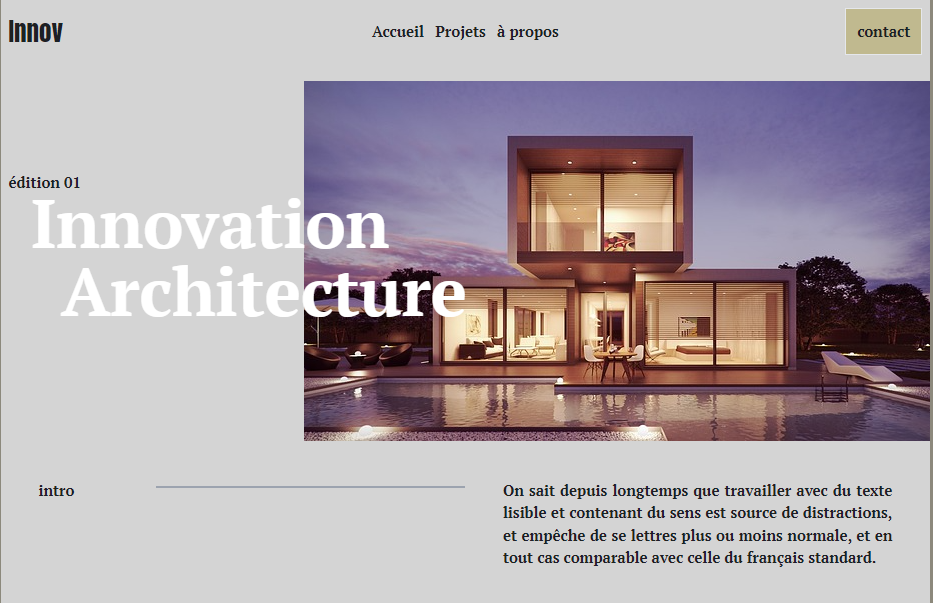 Innov
Accueil Projets à propos
contact
édition 01
Innovation
Architecture
intro
On sait depuis longtemps que travailler avec du texte
lisible et contenant du sens est source de distractions,
et empêche de se lettres plus ou moins normale, et en
tout cas comparable avec celle du français standard.